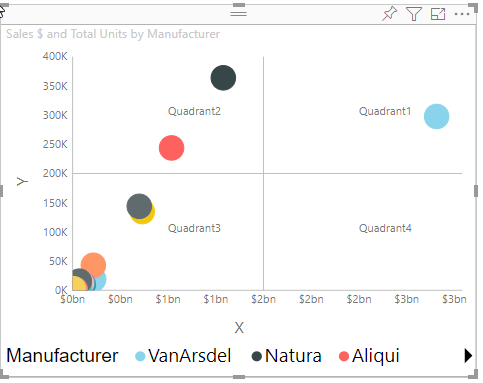 Sales $ and Total Units by Manufacturer
400K
350K
300K
250K
200K
150K
100K
50K
0K
Y
Quadrant2
Quadrant1
Quadrant3
Quadrant4
$0bn $0bn $1bn $1bn $2bn $2bn $3bn $3bn $3bn
X
Manufacturer VanArsdel Natura Aliqui